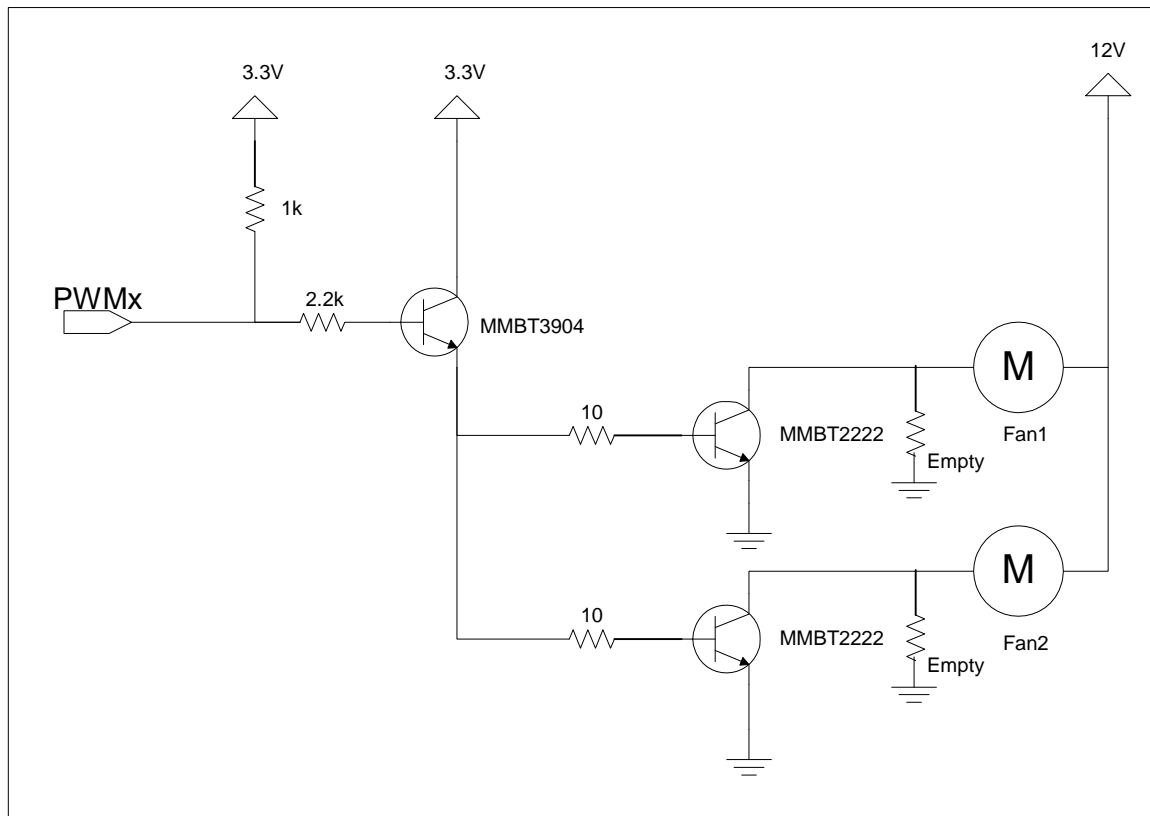 3.3V
3.3V
12V
1k
PWMx
2.2k
MMBT3904
M
10
MMBT2222
Fan1
Empty
M
10
MMBT2222
Fan2
Empty